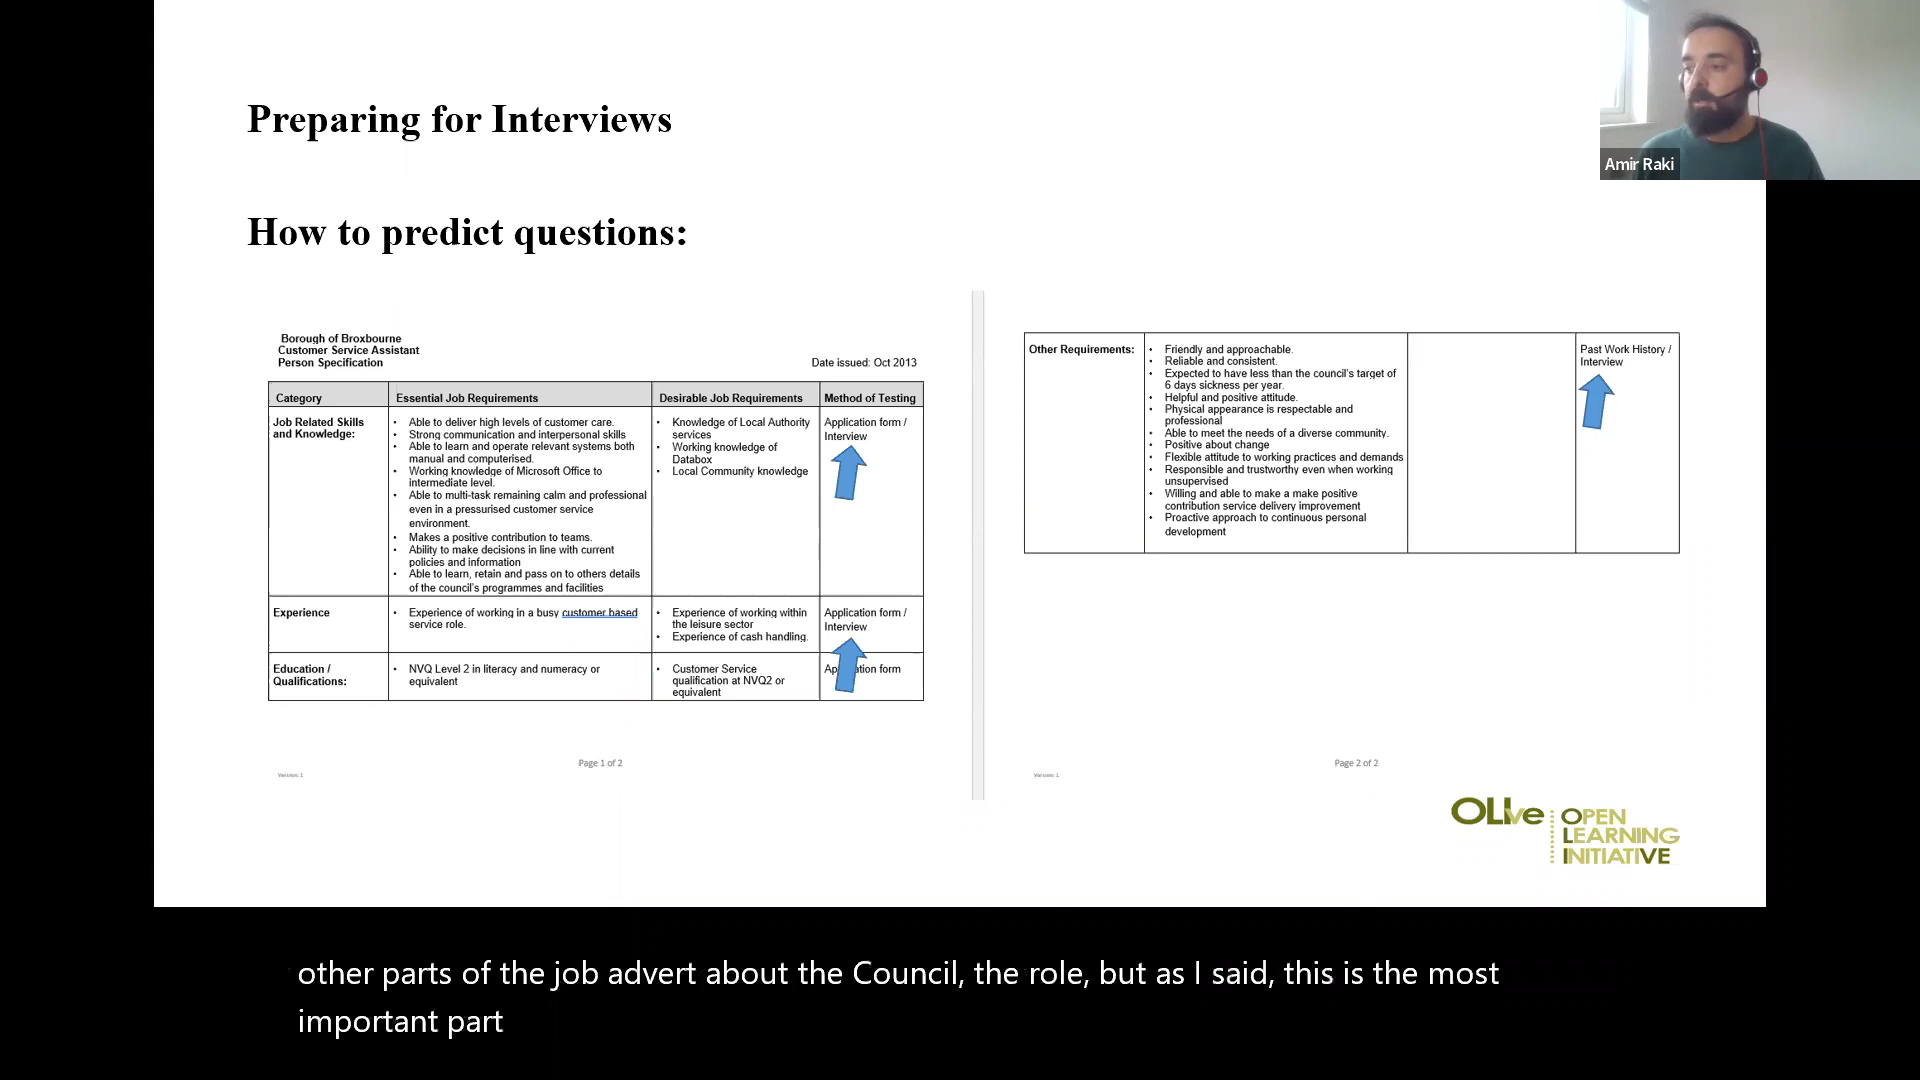 Preparing for Interviews
Amir Raki
How to predict questions:
Borough of Broxbourne
Customer Service Assistant
Person Specification
Date issued: Oct 2013
Category
Essential Job Requirements
Desirable Job Requirements
Method of Testing
Job Related Skills
and Knowledge:
• Able to deliver high levels of customer care.
• Strong communication and interpersonal skills
• Able to learn and operate relevant systems both
manual and computerised.
• Working knowledge of Microsoft Office to
intermediate level.
• Able to multi-task remaining calm and professional
even in a pressurised customer service
environment.
• Makes a positive contribution to teams.
• Ability to make decisions in line with current
policies and information
• Able to learn, retain and pass on to others details
of the council's programmes and facilities
• Knowledge of Local Authority
services
• Working knowledge of
Databox
• Local Community knowledge
Application form /
Interview
Experience
• Experience of working in a busy customer based
service role.
• Experience of working within
the leisure sector
• Experience of cash handling.
Application form /
Interview
Education /
Qualifications:
• NVQ Level 2 in literacy and numeracy or
equivalent
• Customer Service
qualification at NVQ2 or
equivalent
form
Page 1 of 2
Version: 1
Other Requirements:
• Friendly and approachable.
• Reliable and consistent.
• Expected to have less than the council's target of
6 days sickness per year.
• Helpful and positive attitude.
• Physical appearance is respectable and
professional
• Able to meet the needs of a diverse community.
• Positive about change
• Flexible attitude to working practices and demands
• Responsible and trustworthy even when working
unsupervised
• Willing and able to make a make positive
contribution service delivery improvement
• Proactive approach to continuous personal
development
Past Work History /
Interview
Page 2 of 2
Version: 1
OLIve
OPEN
LEARNING
INITIATIVE
other parts of the job advert about the Council, the role, but as I said, this is the most
important part